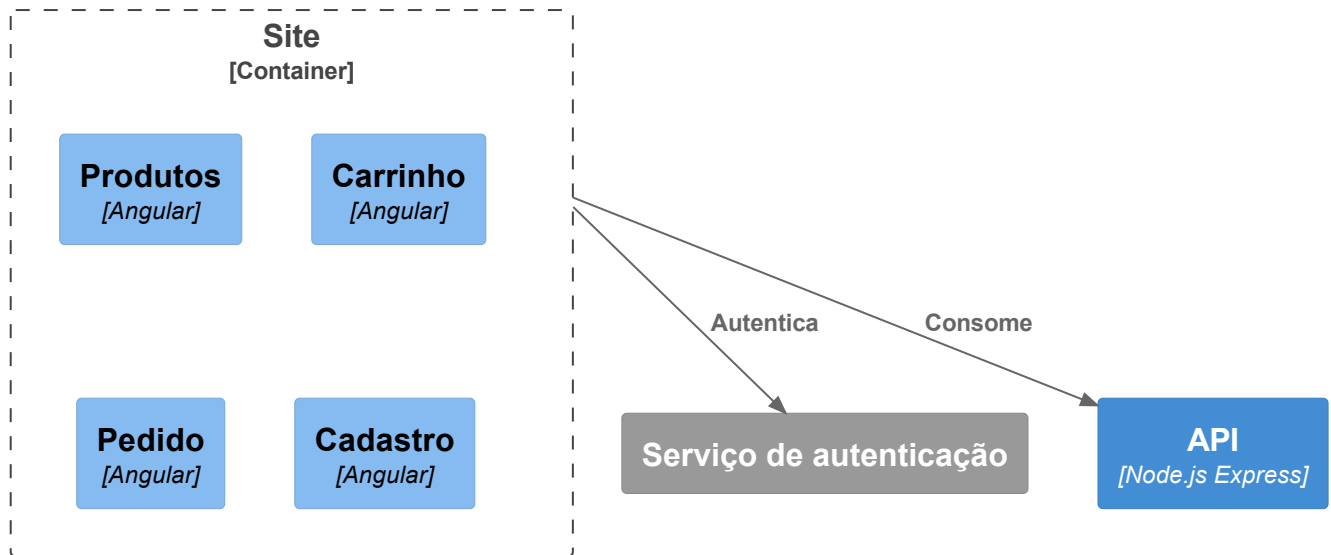 Site
[Container]
Produtos
[Angular]
Carrinho
[Angular]
Autentica
Consome
Pedido
[Angular]
Cadastro
[Angular]
Serviço de autenticação
API
[Node.js Express]